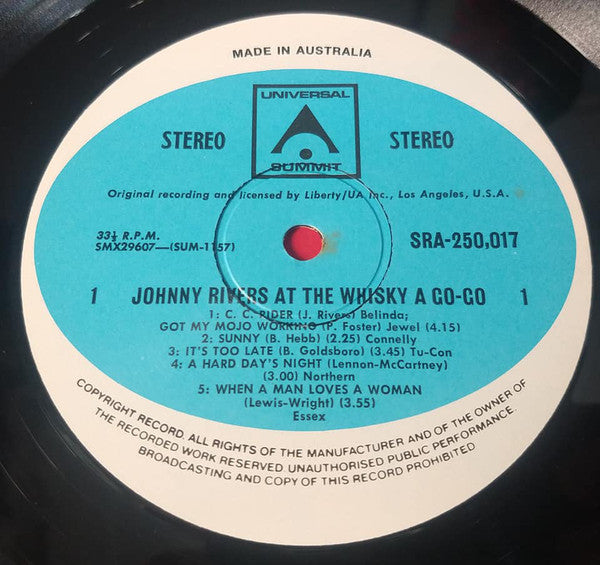 MADE IN AUSTRALIA
UNIVERSAL
SUMMIT
STEREO STEREO
Original recording and licensed by Liberty/UA Inc., Los Angeles, U.S.A.
33⅓ R.P.M.
SMX29607—(SUM-1157)
SRA-250,017
1 JOHNNY RIVERS AT THE WHISKY A GO-GO 1
1: C. C. RIDER (J. Rivers) Belinda;
GOT MY MOJO WORKING (P. Foster) Jewel (4.15)
2: SUNNY (B. Hebb) (2.25) Connelly
3: IT'S TOO LATE (B. Goldsboro) (3.45) Tu-Con
4: A HARD DAY'S NIGHT (Lennon-McCartney)
(3.00) Northern
5: WHEN A MAN LOVES A WOMAN
(Lewis-Wright) (3.55)
Essex
COPYRIGHT RECORD. ALL RIGHTS OF THE MANUFACTURER AND OF THE OWNER OF
THE RECORDED WORK RESERVED. UNAUTHORISED PUBLIC PERFORMANCE,
BROADCASTING AND COPY OF THIS RECORD PROHIBITED